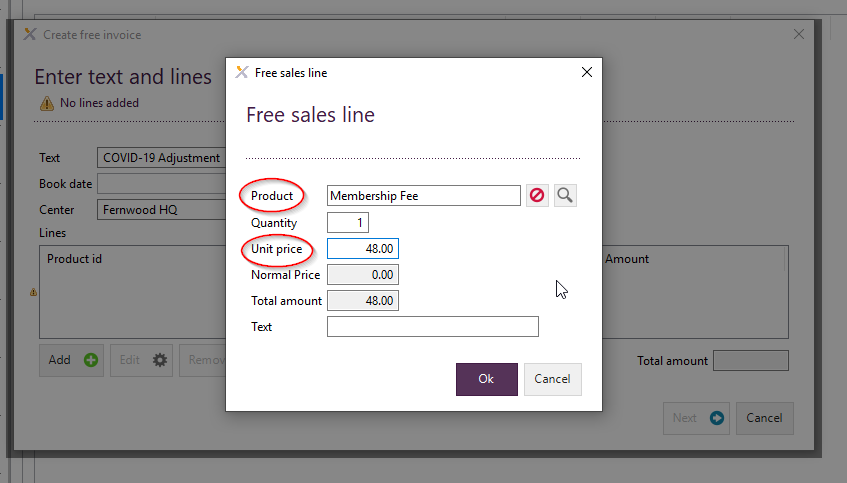 Create free invoice
Enter text and lines
No lines added
Text COVID-19 Adjustment
Book date
Center Fernwood HQ
Lines
Product id
Amount
Add
Edit
Remov
Total amount
Next
Cancel
Free sales line
Free sales line
Product Membership Fee
Quantity 1
Unit price 48.00
Normal Price 0.00
Total amount 48.00
Text
Ok
Cancel